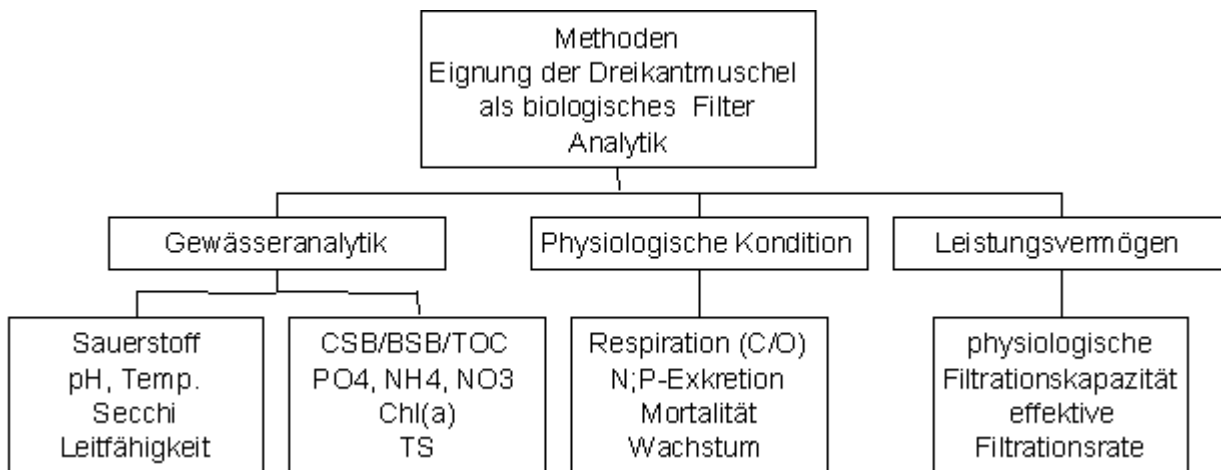 Methoden
Eignung der Dreikantmuschel
als biologisches Filter
Analytik
Gewässeranalytik
Physiologische Kondition
Leistungsvermögen
Sauerstoff
pH, Temp.
Secchi
Leitfähigkeit
CSB/BSB/TOC
PO4, NH4, NO3
Chl(a)
TS
Respiration (C/O)
N;P-Exkretion
Mortalität
Wachstum
physiologische
Filtrationskapazität
effektive
Filtrationsrate